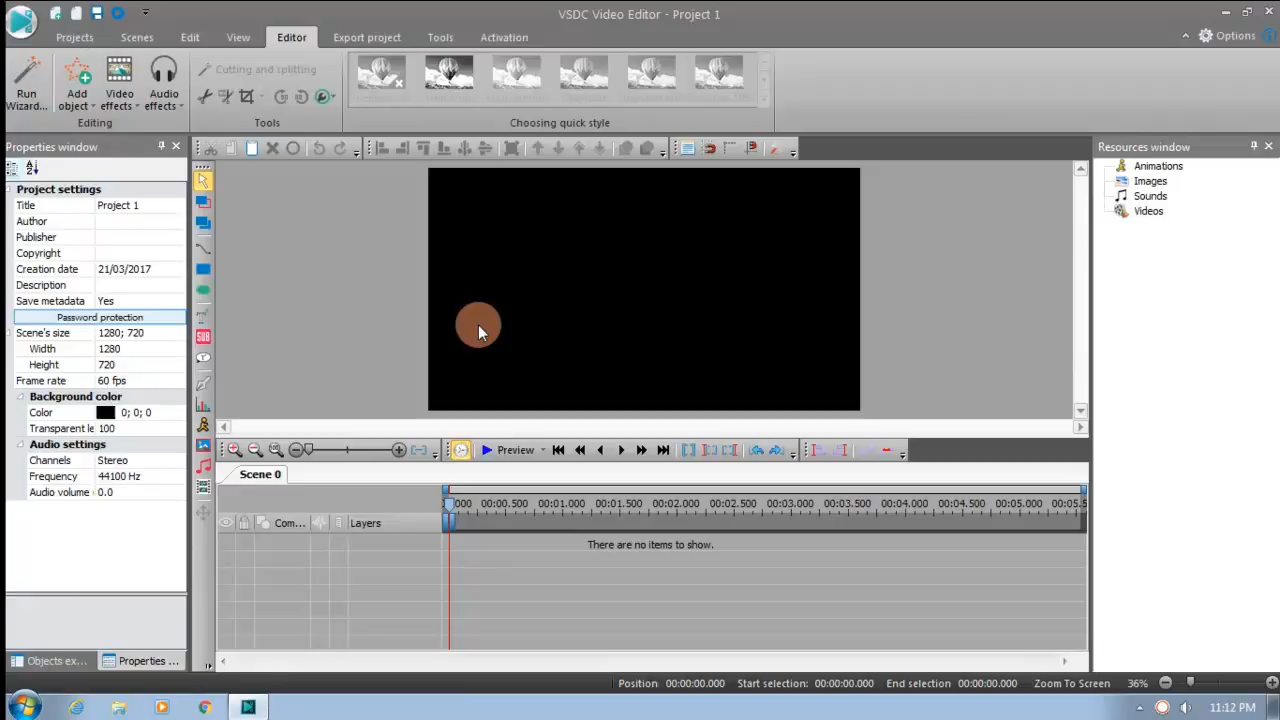 VSDC Video Editor - Project 1
Projects Scenes Edit View Editor Export project Tools Activation Options
Run Wizard...
Add object
Video effects
Audio effects
Cutting and splitting
Editing Tools Choosing quick style
Properties window
Project settings
Title Project 1
Author
Publisher
Copyright
Creation date 21/03/2017
Description
Save metadata Yes
Password protection
Scene's size 1280; 720
Width 1280
Height 720
Frame rate 60 fps
Background color
Color 0; 0; 0
Transparent le 100
Audio settings
Channels Stereo
Frequency 44100 Hz
Audio volume 0.0
Objects ex... Properties ...
SUB
Resources window
Animations
Images
Sounds
Videos
Preview
Scene 0
000 00:00.500 00:01.000 00:01.500 00:02.000 00:02.500 00:03.000 00:03.500 00:04.000 00:04.500 00:05.000 00:05.5
Com... Layers
There are no items to show.
Position 00:00:00.000 Start selection: 00:00:00.000 End selection 00:00:00.000 Zoom To Screen 36%
11:12 PM